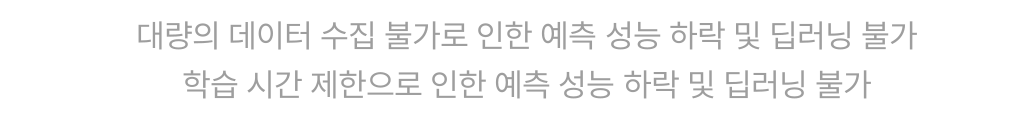 대량의 데이터 수집 불가로 인한 예측 성능 하락 및 딥러닝 불가
학습 시간 제한으로 인한 예측 성능 하락 및 딥러닝 불가